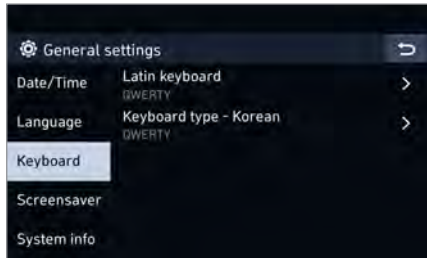 General settings
Date/Time
Latin keyboard
QWERTY
Language
Keyboard type - Korean
QWERTY
Keyboard
Screensaver
System info